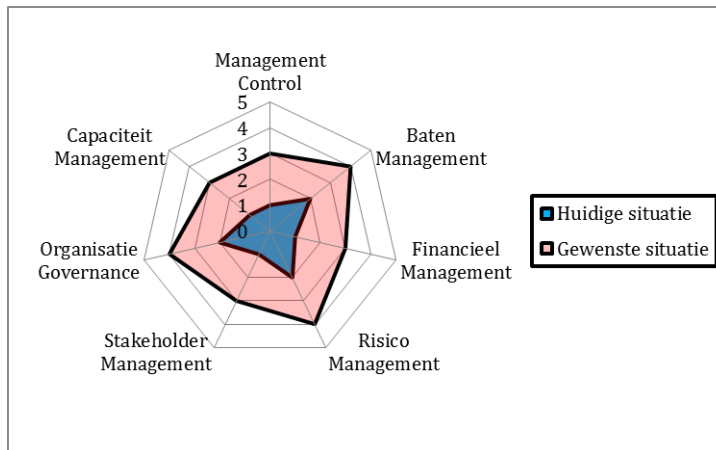 Management
Control
5
4
3
2
1
0
Baten
Management
Financieel
Management
Risico
Management
Stakeholder
Management
Organisatie
Governance
Capaciteit
Management
Huidige situatie
Gewenste situatie